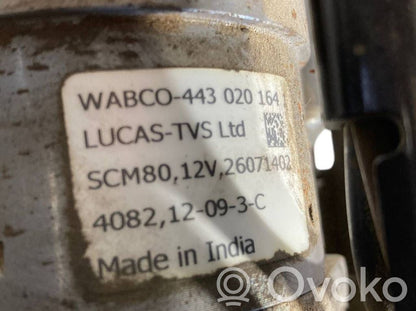 WABCO-443 020 164
LUCAS-TVS Ltd
SCM80,12V,26071402
4082,12-09-3-C
Made in India
Ovoko